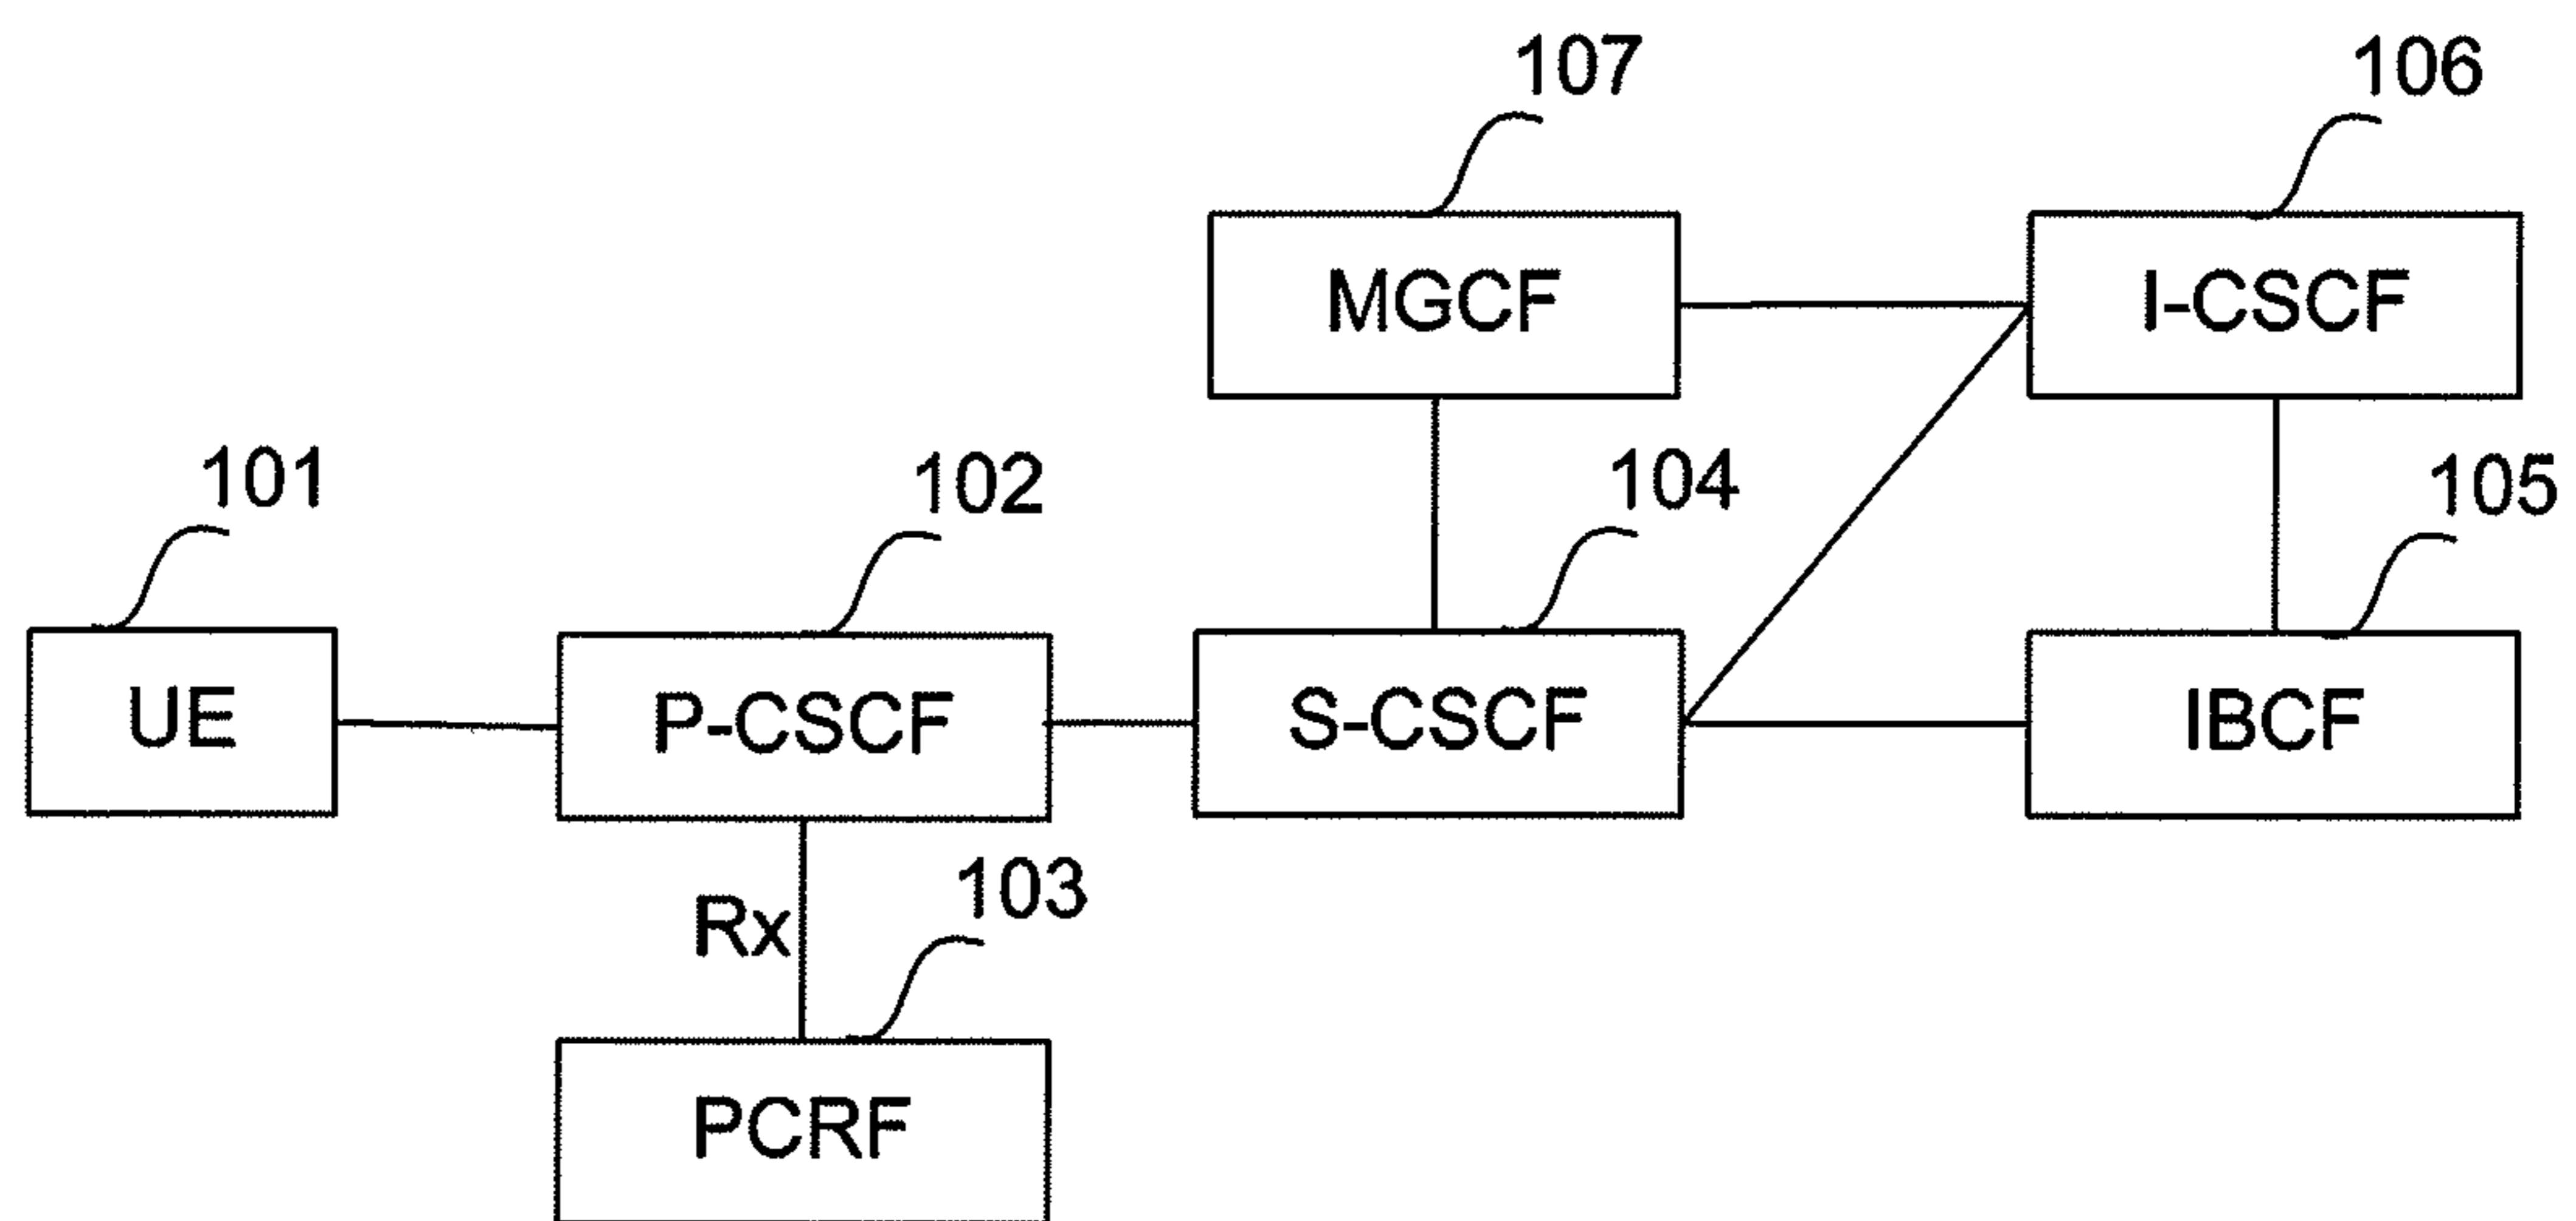 107
106
MGCF
I-CSCF
101
102
104
105
UE
P-CSCF
S-CSCF
IBCF
Rx
103
PCRF